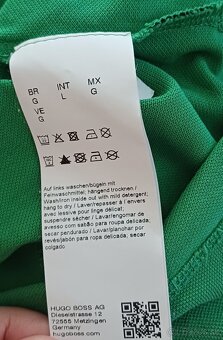 BR INT MX
G L G
VE
G
Auf links waschen/bügeln mit
Feinwaschmittel; hängend trocknen /
Wash/iron inside out with mild detergent;
hang to dry / Laver/repasser à l'envers
avec lessive pour linge délicat;
suspendre sécher / Lavar/engomar de
avesso com sabão para roupa delicada;
secar pendurado / Lavar/planchar por
revés/jabón para ropa delicada; secar
colgado
HUGO BOSS AG
Dieselstrasse 12
72555 Metzingen
Germany
hugoboss.com